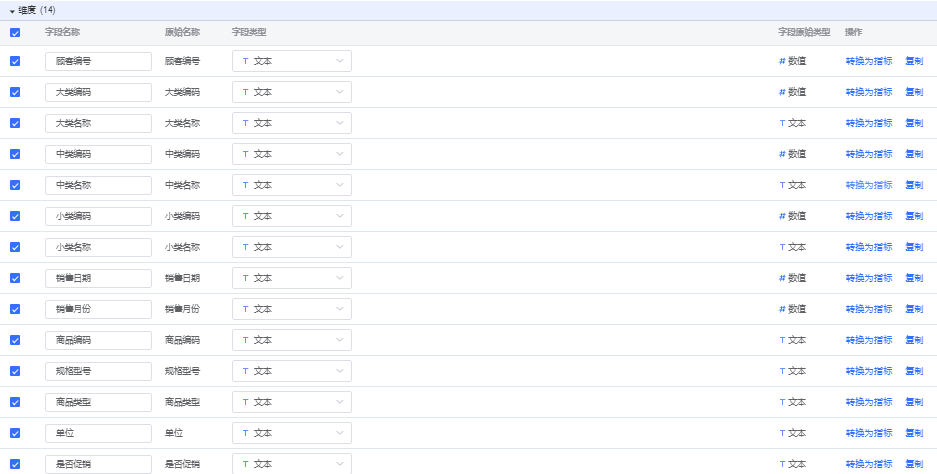 维度 (14)
字段名称 原始名称 字段类型 字段原始类型 操作
顾客编号 顾客编号 T 文本 # 数值 转换为指标 复制
大类编码 大类编码 T 文本 # 数值 转换为指标 复制
大类名称 大类名称 T 文本 T 文本 转换为指标 复制
中类编码 中类编码 T 文本 # 数值 转换为指标 复制
中类名称 中类名称 T 文本 T 文本 转换为指标 复制
小类编码 小类编码 T 文本 # 数值 转换为指标 复制
小类名称 小类名称 T 文本 T 文本 转换为指标 复制
销售日期 销售日期 T 文本 # 数值 转换为指标 复制
销售月份 销售月份 T 文本 # 数值 转换为指标 复制
商品编码 商品编码 T 文本 T 文本 转换为指标 复制
规格型号 规格型号 T 文本 T 文本 转换为指标 复制
商品类型 商品类型 T 文本 T 文本 转换为指标 复制
单位 单位 T 文本 T 文本 转换为指标 复制
是否促销 是否促销 T 文本 T 文本 转换为指标 复制